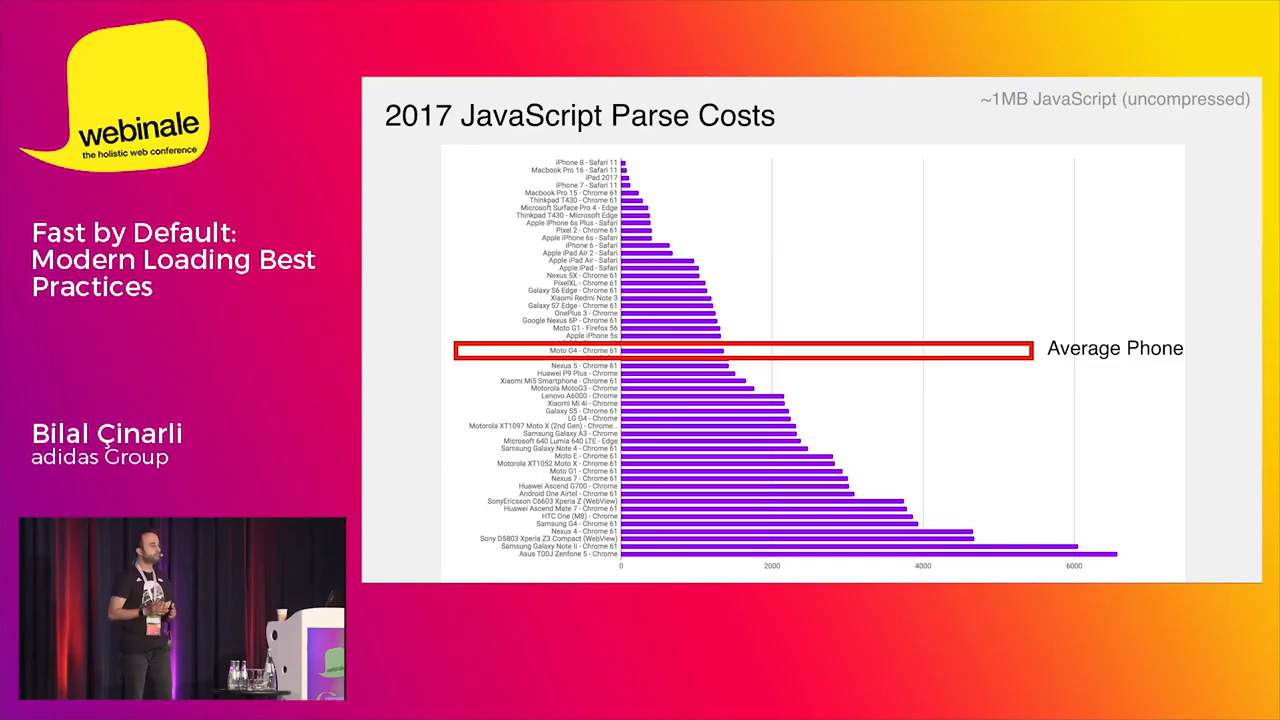 webinale
the holistic web conference
Fast by Default:
Modern Loading Best
Practices
Bilal Çinarli
adidas Group
2017 JavaScript Parse Costs
~1MB JavaScript (uncompressed)
iPhone 8 - Safari 11
Macbook Pro 16 - Safari 11
iPad 2017
iPhone 7 - Safari 11
Macbook Pro 15 - Chrome 61
Thinkpad T430 - Chrome 61
Microsoft Surface Pro 4 - Edge
Thinkpad T430 - Microsoft Edge
Apple iPhone 6s Plus - Safari
Pixel 2 - Chrome 61
Apple iPhone 6s - Safari
iPhone 6 - Safari
Apple iPad Air 2 - Safari
Apple iPad Air - Safari
Apple iPad - Safari
Nexus 5X - Chrome 61
PixelXL - Chrome 61
Galaxy S6 Edge - Chrome 61
Xiaomi Redmi Note 3
Galaxy S7 Edge - Chrome 61
OnePlus 3 - Chrome
Google Nexus 6P - Chrome 61
Moto G1 - Firefox 56
Apple iPhone 5s
Moto G4 - Chrome 61
Average Phone
Nexus 5 - Chrome 61
Huawei P9 Plus - Chrome
Xiaomi Mi5 Smartphone - Chrome 61
Motorola MotoG3 - Chrome
Lenovo A6000 - Chrome
Xiaomi Mi 4i - Chrome
Galaxy S5 - Chrome 61
LG G4 - Chrome
Motorola XT1097 Moto X (2nd Gen) - Chrome...
Samsung Galaxy A3 - Chrome
Microsoft 640 Lumia 640 LTE - Edge
Samsung Galaxy Note 4 - Chrome 61
Moto E - Chrome 61
Motorola XT1052 Moto X - Chrome
Moto G1 - Chrome 61
Nexus 7 - Chrome 61
Huawei Ascend G700 - Chrome
Android One Airtel - Chrome 61
SonyEricsson C6603 Xperia Z (WebView)
Huawei Ascend Mate 7 - Chrome 61
HTC One (M8) - Chrome
Samsung G4 - Chrome 61
Nexus 4 - Chrome 61
Sony D5803 Xperia Z3 Compact (WebView)
Samsung Galaxy Note II - Chrome 61
Asus T00J Zenfone 5 - Chrome
0 2000 4000 6000